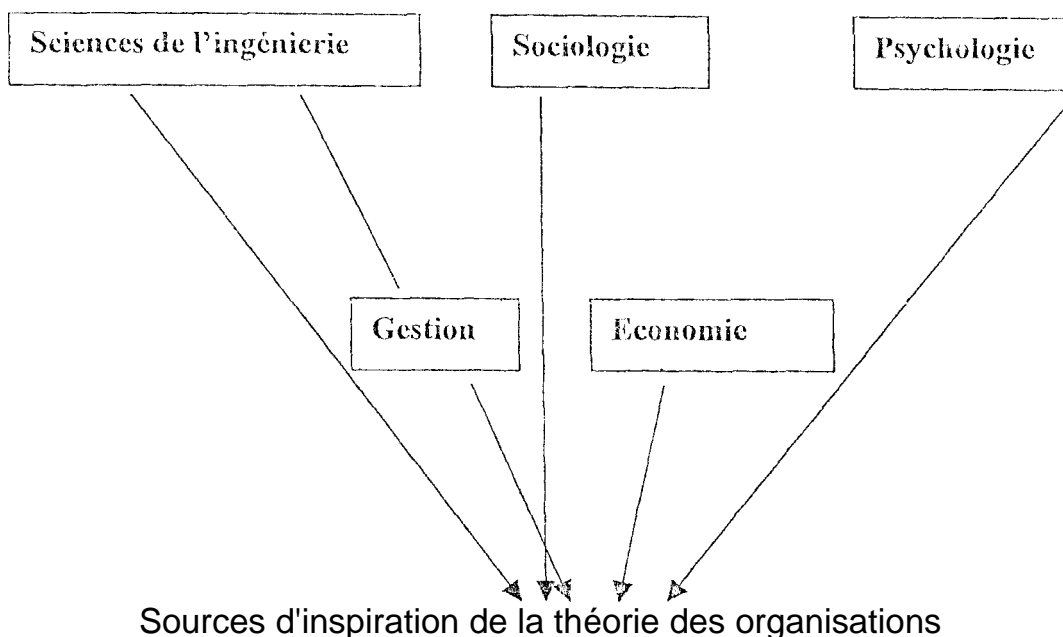 Sciences de l'ingénierie
Sociologie
Psychologie
Gestion
Economie
Sources d'inspiration de la théorie des organisations